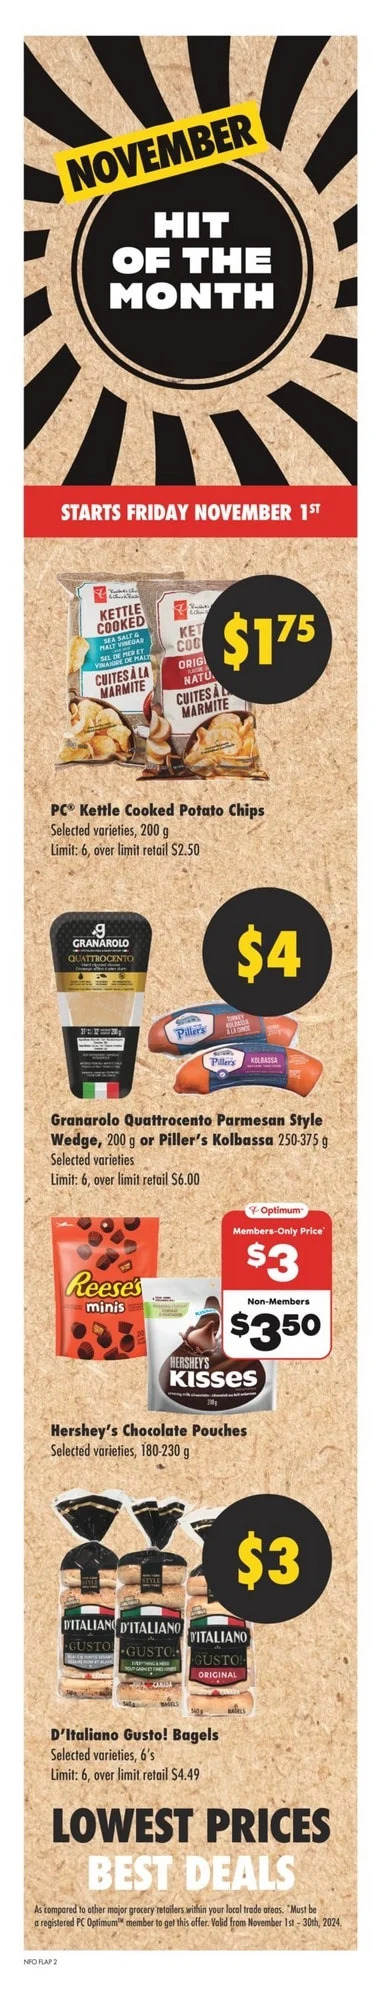 NOVEMBER
HIT
OF THE
MONTH
STARTS FRIDAY NOVEMBER 1ST
KETTLE
COOKED
SEA SALT &
MALT VINEGAR
SEL DE MER ET
VINAIGRE DE MALT
CUITES À LA
MARMITE
$1.75
PC® Kettle Cooked Potato Chips
Selected varieties, 200 g
Limit: 6, over limit retail $2.50
GRANAROLO
QUATTROCENTO
200 g
$4
Piller's
TURKEY
KOLBASSA
À LA DINDE
Piller's
KOLBASSA
Granarolo Quattrocento Parmesan Style
Wedge, 200 g or Piller's Kolbassa 250-375 g
Selected varieties
Limit: 6, over limit retail $6.00
Optimum™
Members-Only Price*
$3
Non-Members
$3.50
Reese's
minis
HERSHEY'S
KISSES
Hershey's Chocolate Pouches
Selected varieties, 180-230 g
$3
D'ITALIANO
GUSTO!
D'ITALIANO
GUSTO!
D'ITALIANO
GUSTO!
ORIGINAL
BAGELS
D'Italiano Gusto! Bagels
Selected varieties, 6's
Limit: 6, over limit retail $4.49
LOWEST PRICES
BEST DEALS
As compared to other major grocery retailers within your local trade areas. *Must be
a registered PC Optimum™ member to get this offer. Valid from November 1st – 30th, 2024.
NFO FLAP 2